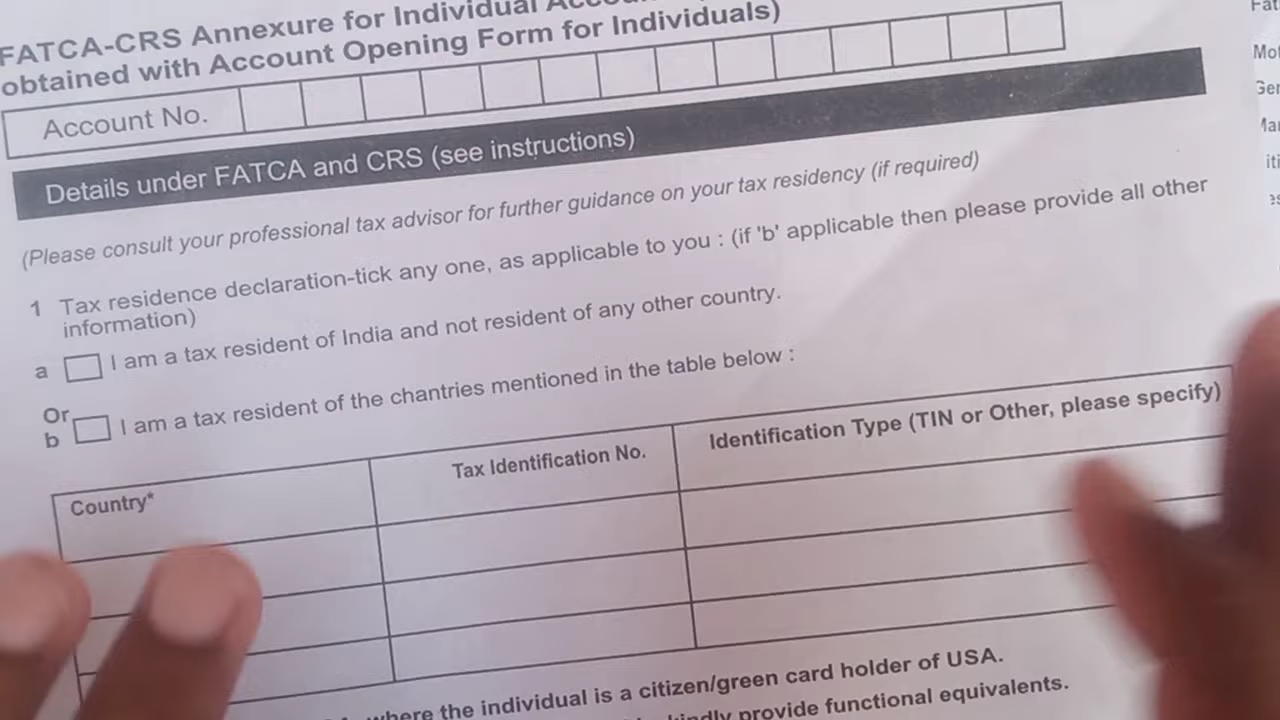 FATCA-CRS Annexure for Individual
obtained with Account Opening Form for Individuals)
Account No.
Details under FATCA and CRS (see instructions)
(Please consult your professional tax advisor for further guidance on your tax residency (if required)
1 Tax residence declaration-tick any one, as applicable to you : (if 'b' applicable then please provide all other
information)
a I am a tax resident of India and not resident of any other country.
Or
b I am a tax resident of the chantries mentioned in the table below :
Country* Tax Identification No. Identification Type (TIN or Other, please specify)
where the individual is a citizen/green card holder of USA.
kindly provide functional equivalents.